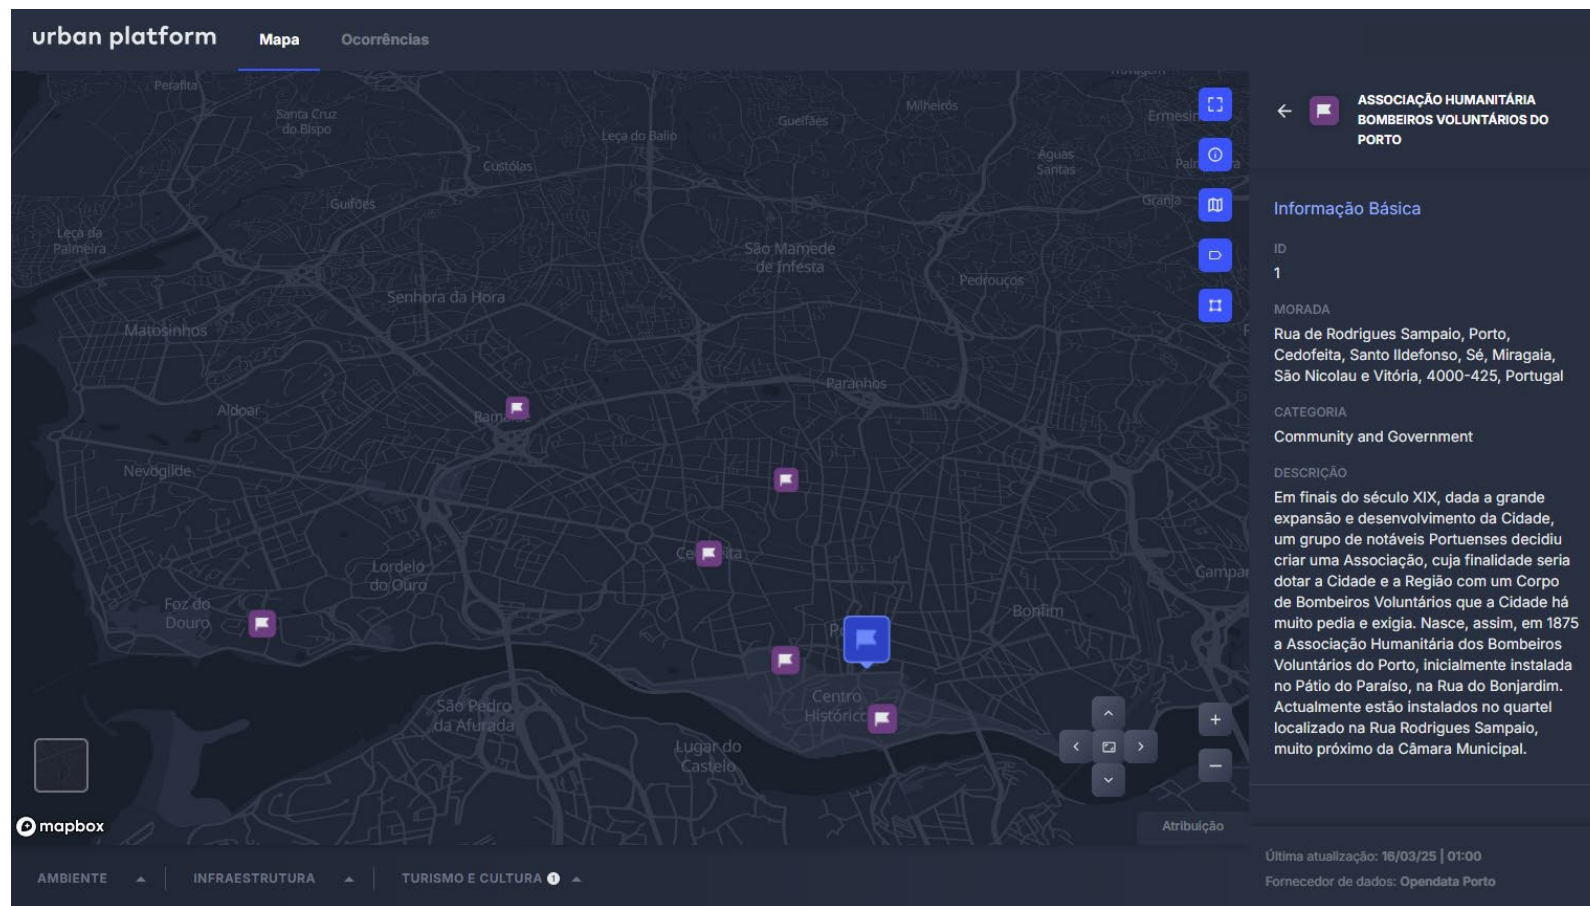 urban platform
Mapa
Ocorrências
Perafita
Santa Cruz
do Bispo
Leça do Balio
Gueifães
Milheirós
Custóias
Águas
Santas
Guifões
Granja
Leça da
Palmeira
São Mamede
de Infesta
Pedrouços
Senhora da Hora
Matosinhos
Paranhos
Aldoar
Nevogilde
Lordelo
do Ouro
Foz do
Douro
Bonfim
Centro
Histórico
São Pedro
da Afurada
Lugar do
Castelo
mapbox
Atribuição
ASSOCIAÇÃO HUMANITÁRIA
BOMBEIROS VOLUNTÁRIOS DO
PORTO
Informação Básica
ID
1
MORADA
Rua de Rodrigues Sampaio, Porto,
Cedofeita, Santo Ildefonso, Sé, Miragaia,
São Nicolau e Vitória, 4000-425, Portugal
CATEGORIA
Community and Government
DESCRIÇÃO
Em finais do século XIX, dada a grande
expansão e desenvolvimento da Cidade,
um grupo de notáveis Portuenses decidiu
criar uma Associação, cuja finalidade seria
dotar a Cidade e a Região com um Corpo
de Bombeiros Voluntários que a Cidade há
muito pedia e exigia. Nasce, assim, em 1875
a Associação Humanitária dos Bombeiros
Voluntários do Porto, inicialmente instalada
no Pátio do Paraíso, na Rua do Bonjardim.
Actualmente estão instalados no quartel
localizado na Rua Rodrigues Sampaio,
muito próximo da Câmara Municipal.
Última atualização: 16/03/25 | 01:00
Fornecedor de dados: Opendata Porto
AMBIENTE
INFRAESTRUTURA
TURISMO E CULTURA 1